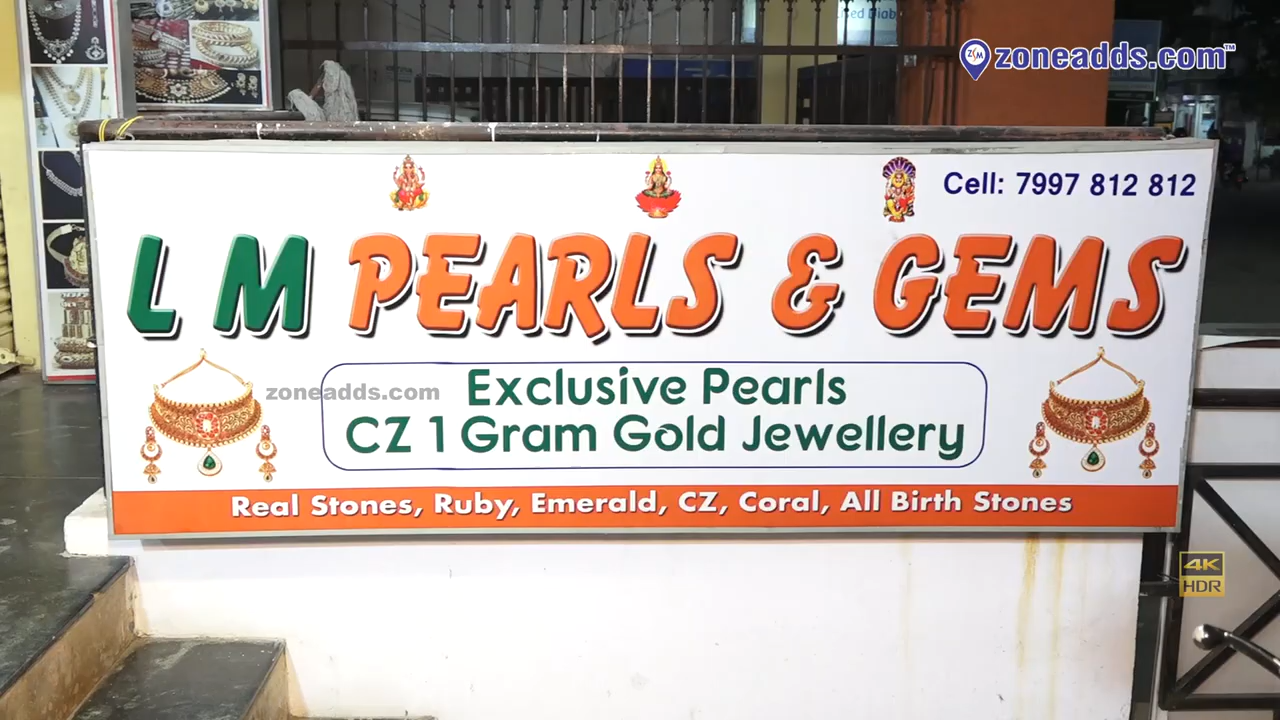 zoneadds.com™
Cell: 7997 812 812
L M PEARLS & GEMS
zoneadds.com
Exclusive Pearls
CZ 1 Gram Gold Jewellery
Real Stones, Ruby, Emerald, CZ, Coral, All Birth Stones
4K
HDR